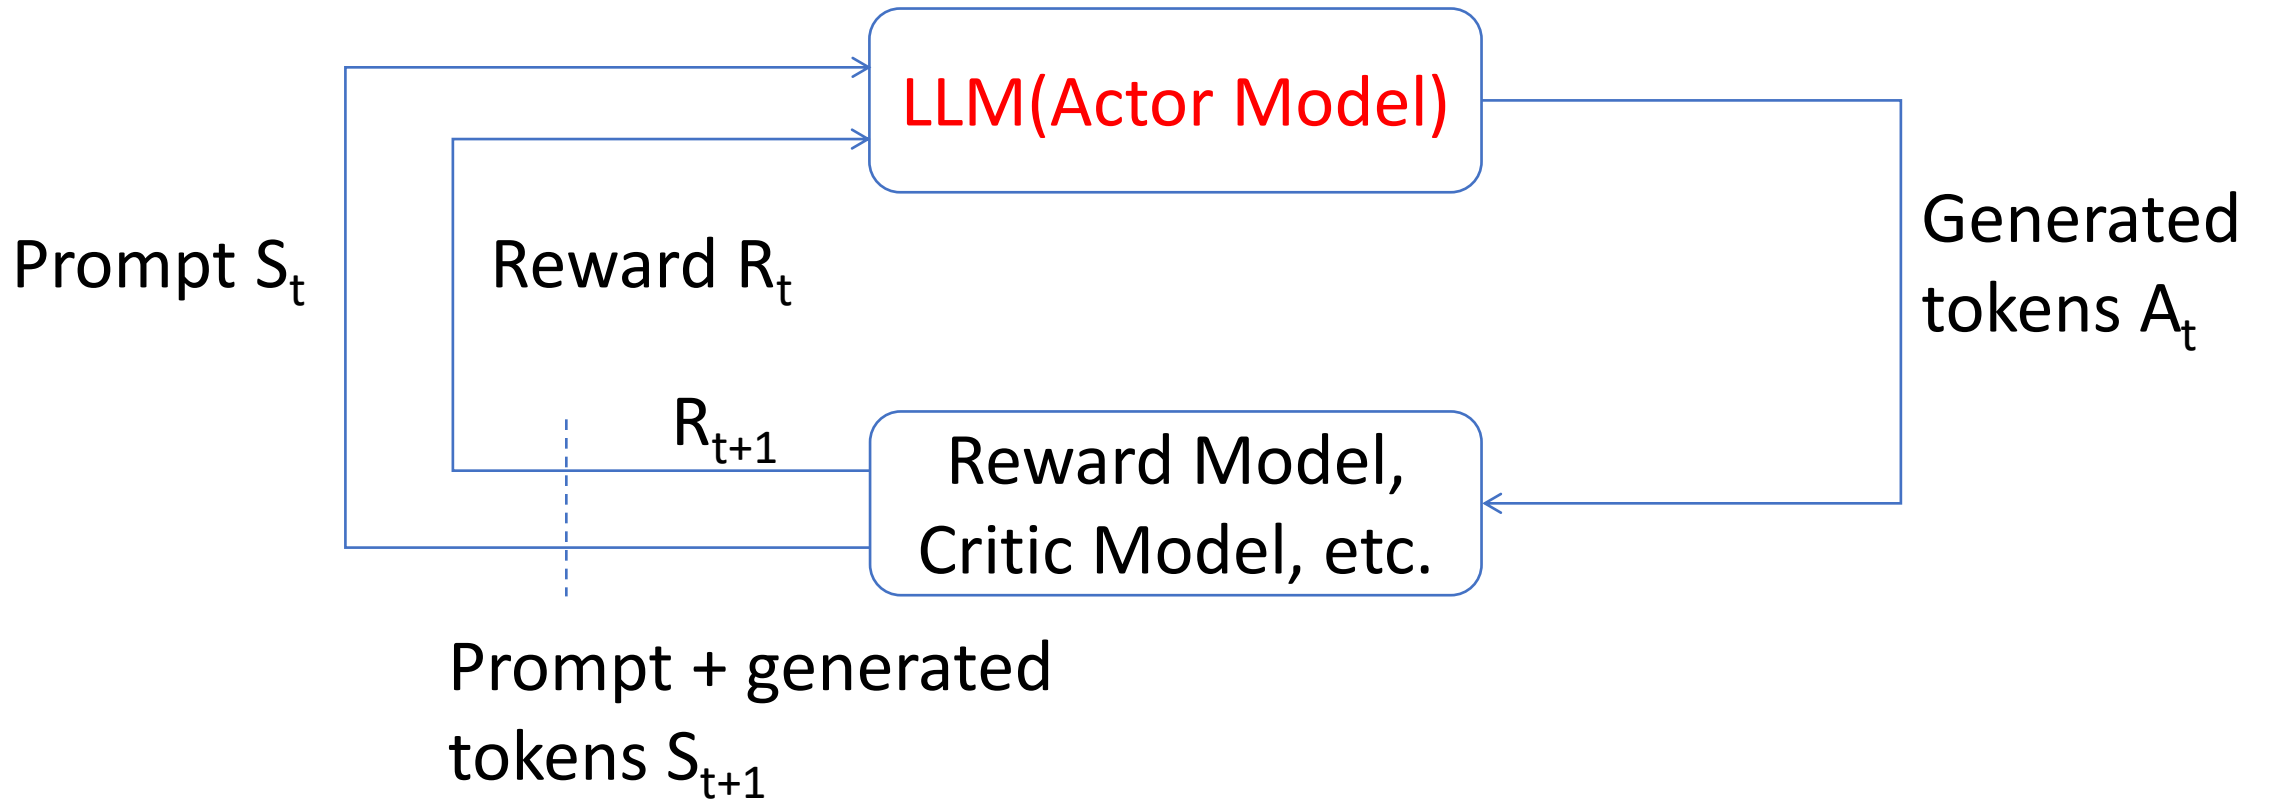 LLM(Actor Model)
Prompt Sₜ
Reward Rₜ
Generated
tokens Aₜ
Rₜ₊₁
Reward Model,
Critic Model, etc.
Prompt + generated
tokens Sₜ₊₁